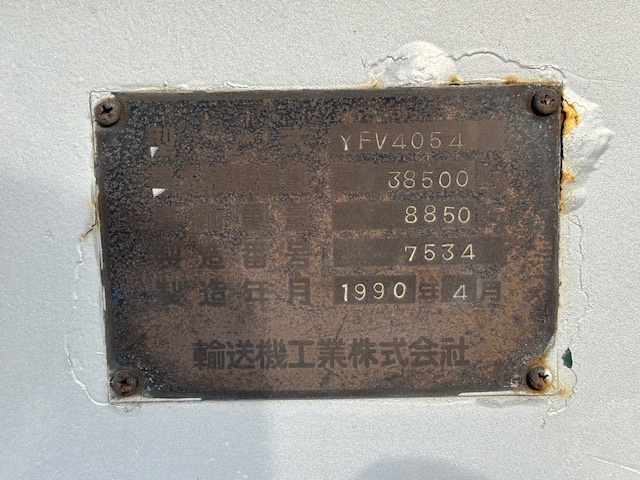 YFV4054
38500
8850
製造番号 7534
製造年月 1990年4月
輸送機工業株式会社